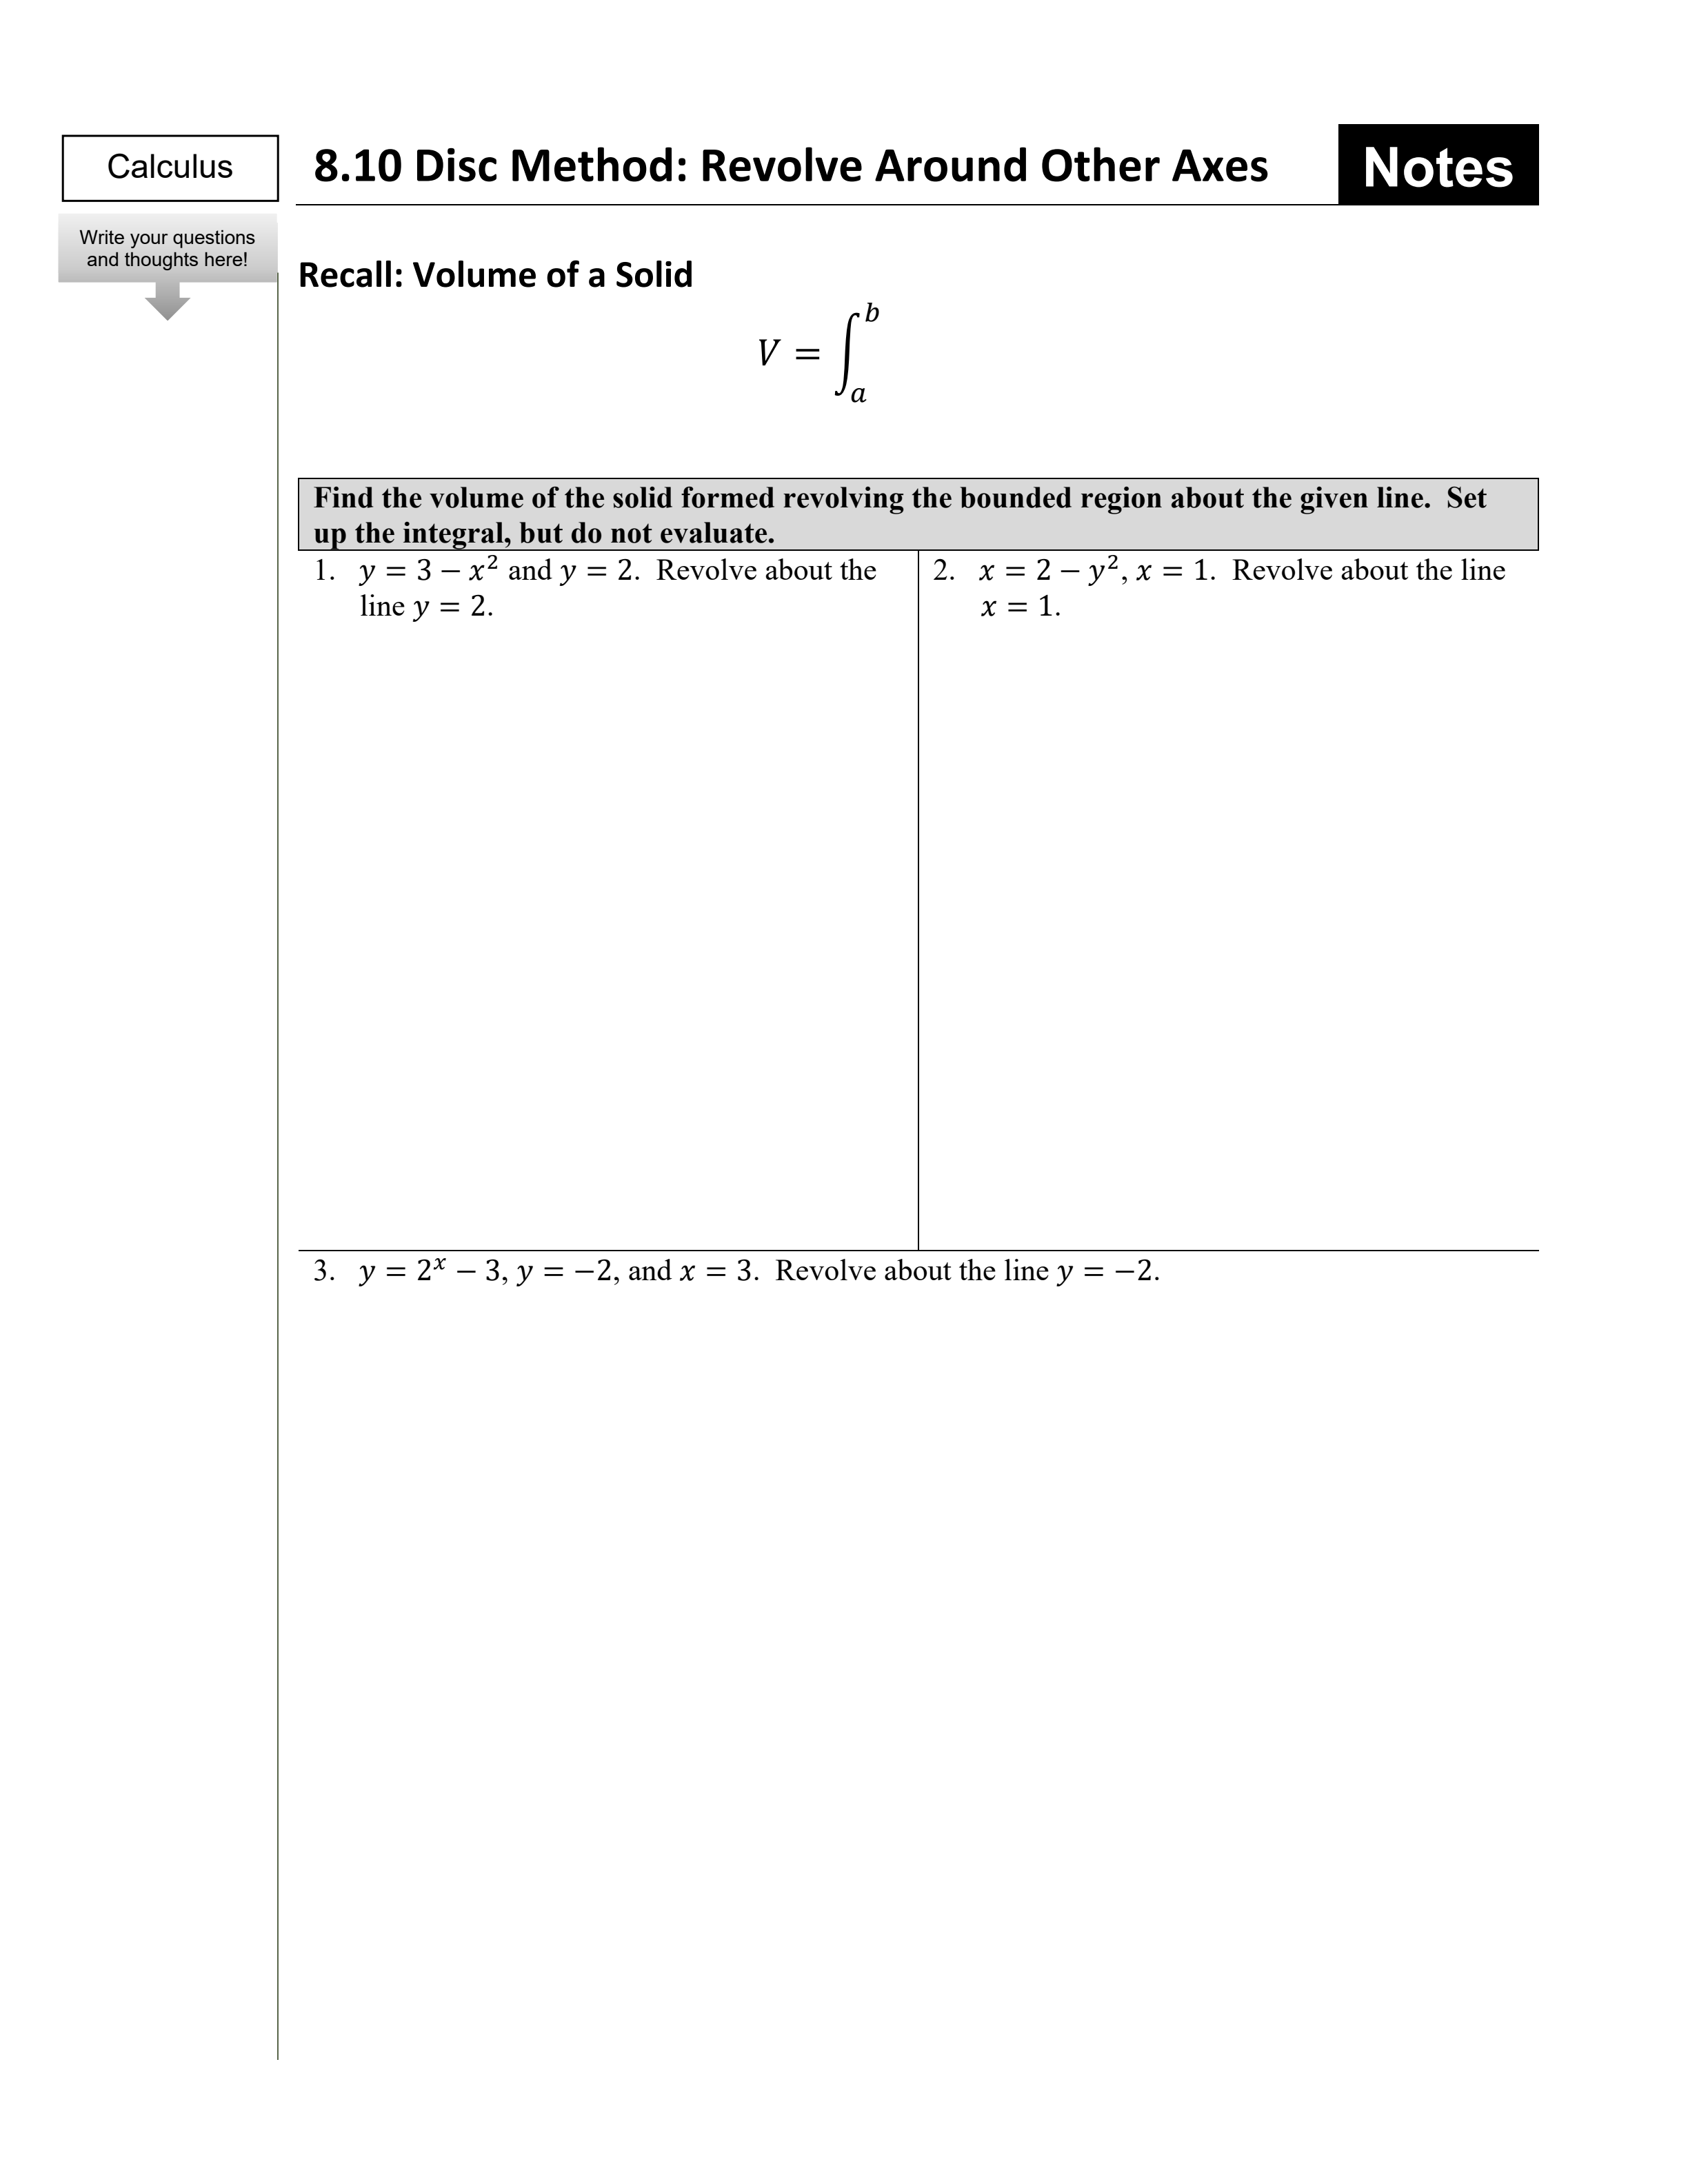 Calculus
8.10 Disc Method: Revolve Around Other Axes
Notes
Write your questions
and thoughts here!
Recall: Volume of a Solid
𝑉 = ∫ₐᵇ
Find the volume of the solid formed revolving the bounded region about the given line.  Set
up the integral, but do not evaluate.
1. 𝑦 = 3 − 𝑥² and 𝑦 = 2.  Revolve about the
line 𝑦 = 2.
2. 𝑥 = 2 − 𝑦², 𝑥 = 1.  Revolve about the line
𝑥 = 1.
3. 𝑦 = 2ˣ − 3, 𝑦 = −2, and 𝑥 = 3.  Revolve about the line 𝑦 = −2.